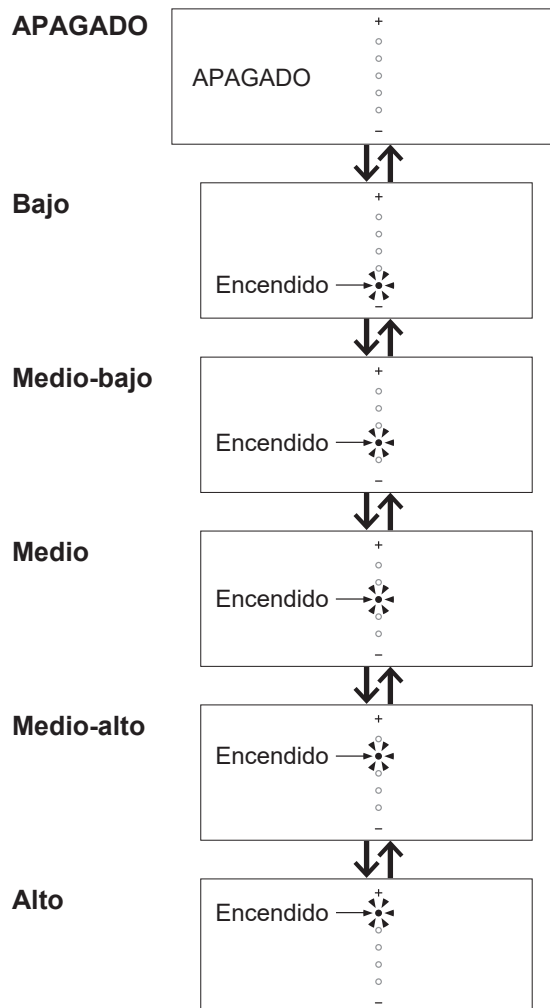 APAGADO
+
APAGADO
–
Bajo
+
Encendido
–
Medio-bajo
+
Encendido
–
Medio
+
Encendido
–
Medio-alto
+
Encendido
–
Alto
+
Encendido
–